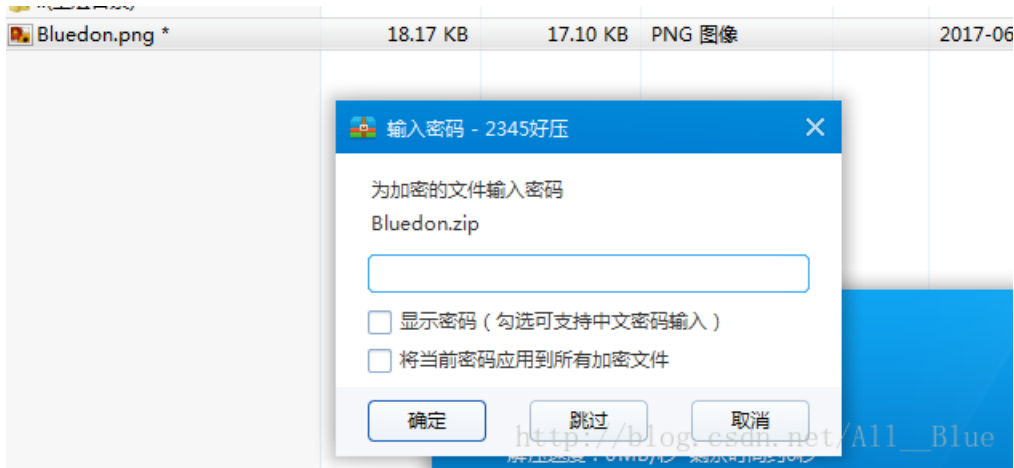 Bluedon.png * 18.17 KB 17.10 KB PNG 图像 2017-06
输入密码 - 2345好压
为加密的文件输入密码
Bluedon.zip
显示密码 ( 勾选可支持中文密码输入 )
将当前密码应用到所有加密文件
确定 跳过 取消
http://blog.csdn.net/All__Blue